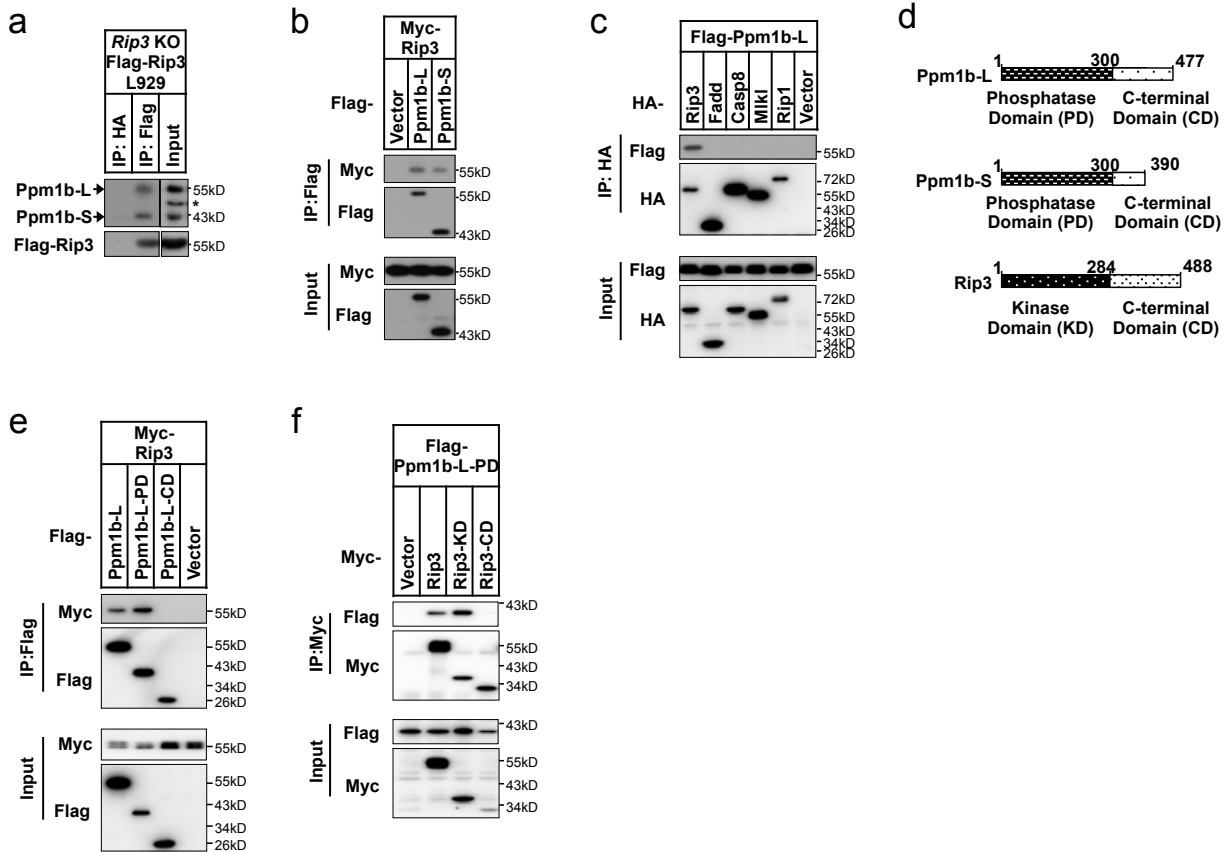 a
Rip3 KO
Flag-Rip3
L929
IP: HA
IP: Flag
Input
Ppm1b-L
55kD
*
Ppm1b-S
43kD
Flag-Rip3
55kD
b
Myc-
Rip3
Flag-
Vector
Ppm1b-L
Ppm1b-S
IP:Flag
Myc
55kD
Flag
55kD
43kD
Input
Myc
55kD
Flag
55kD
43kD
c
Flag-Ppm1b-L
HA-
Rip3
Fadd
Casp8
Mlkl
Rip1
Vector
IP: HA
Flag
55kD
HA
72kD
55kD
43kD
34kD
26kD
Input
Flag
55kD
HA
72kD
55kD
43kD
34kD
26kD
d
1
300
477
Ppm1b-L
Phosphatase
Domain (PD)
C-terminal
Domain (CD)
1
300
390
Ppm1b-S
Phosphatase
Domain (PD)
C-terminal
Domain (CD)
1
284
488
Rip3
Kinase
Domain (KD)
C-terminal
Domain (CD)
e
Myc-
Rip3
Flag-
Ppm1b-L
Ppm1b-L-PD
Ppm1b-L-CD
Vector
IP:Flag
Myc
55kD
Flag
55kD
43kD
34kD
26kD
Input
Myc
55kD
Flag
55kD
43kD
34kD
26kD
f
Flag-
Ppm1b-L-PD
Myc-
Vector
Rip3
Rip3-KD
Rip3-CD
IP:Myc
Flag
43kD
Myc
55kD
43kD
34kD
Input
Flag
43kD
Myc
55kD
43kD
34kD